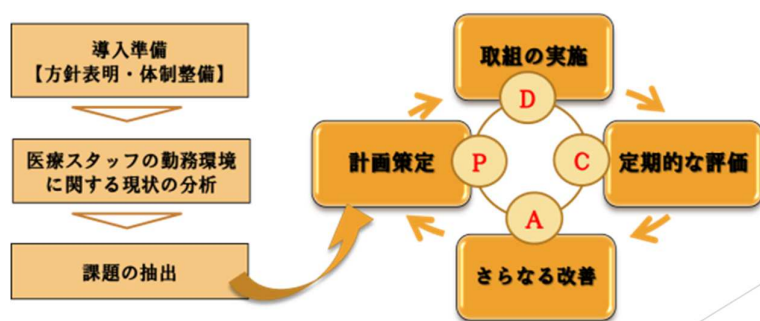 導入準備
【方針表明・体制整備】
医療スタッフの勤務環境
に関する現状の分析
課題の抽出
取組の実施
D
計画策定
P
C
定期的な評価
A
さらなる改善